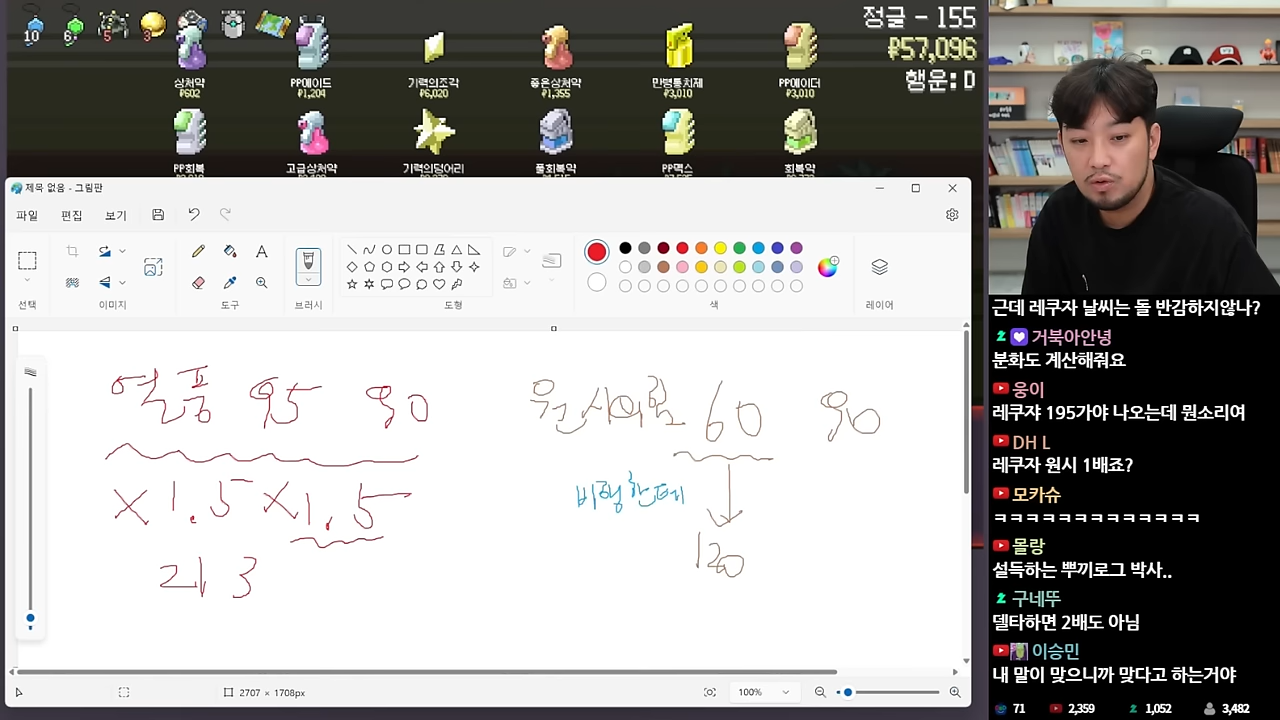 10
6
5
3
정글 - 155
₽57,096
행운: D
상처약
₽602
PP에이드
₽1,204
기력의조각
₽6,020
좋은상처약
₽1,355
만병통치제
₽3,010
PP에이더
₽3,010
PP회복
고급상처약
기력의덩어리
풀회복약
PP맥스
회복약
제목 없음 - 그림판
파일 편집 보기
선택
이미지
도구
브러시
도형
색
레이어
열풍 95 90
×1.5×1.5
리 3
원시의힘 60 90
비행한테
120
2707 × 1708px
100%
근데 레쿠자 날씨는 돌 반감하지않나?
거북아안녕
분화도 계산해줘요
웅이
레쿠쟈 195가야 나오는데 뭔소리여
DH L
레쿠자 원시 1배죠?
모카슈
ㅋㅋㅋㅋㅋㅋㅋㅋㅋㅋㅋㅋㅋ
몰랑
설득하는 뿌끼로그 박사..
구네뚜
델타하면 2배도 아님
이승민
내 말이 맞으니까 맞다고 하는거야
71 2,359 1,052 3,482